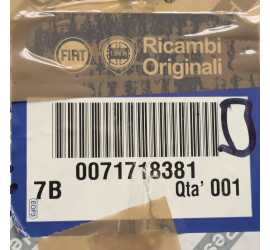 FIAT
Ricambi
Originali
0071718381
7B Qta' 001